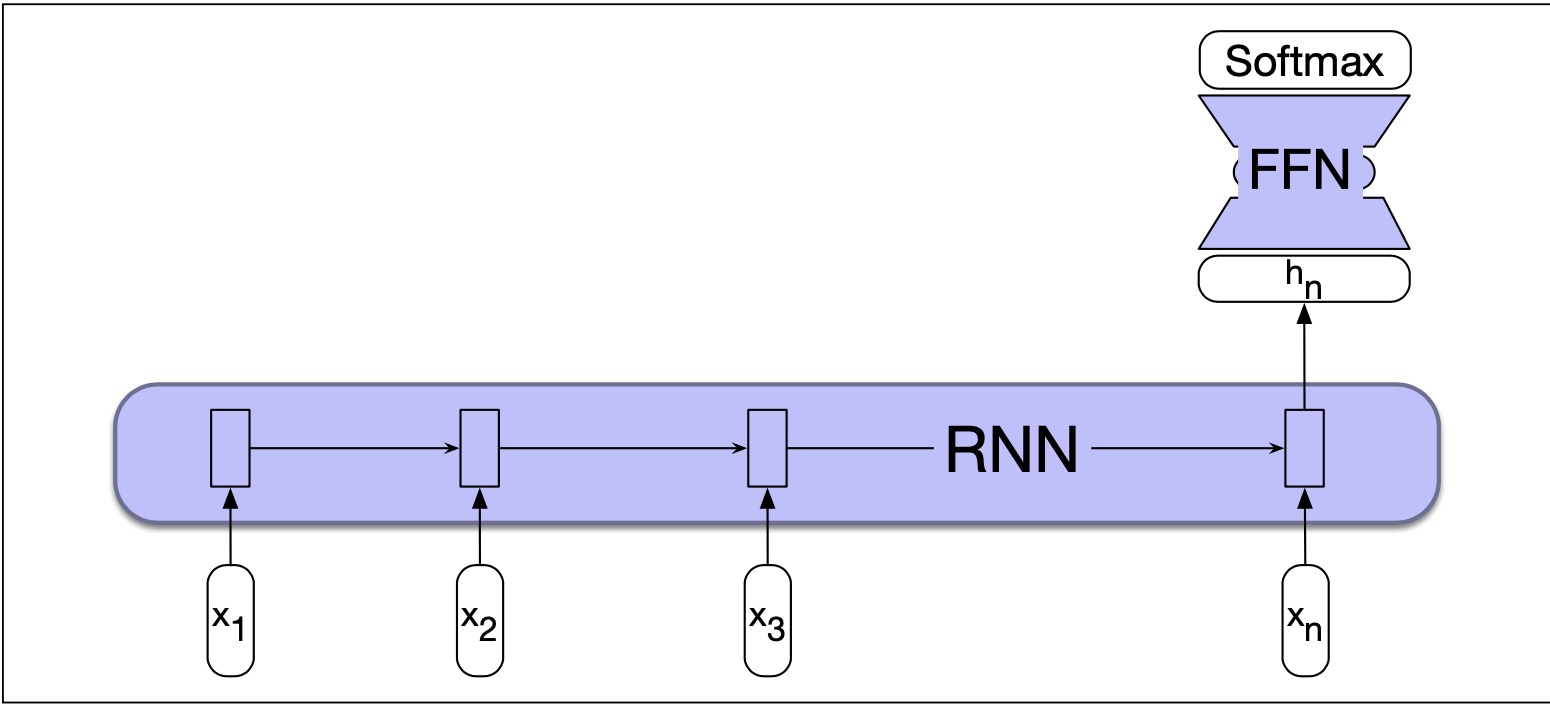 Softmax
FFN
hn
RNN
x1 x2 x3 xn